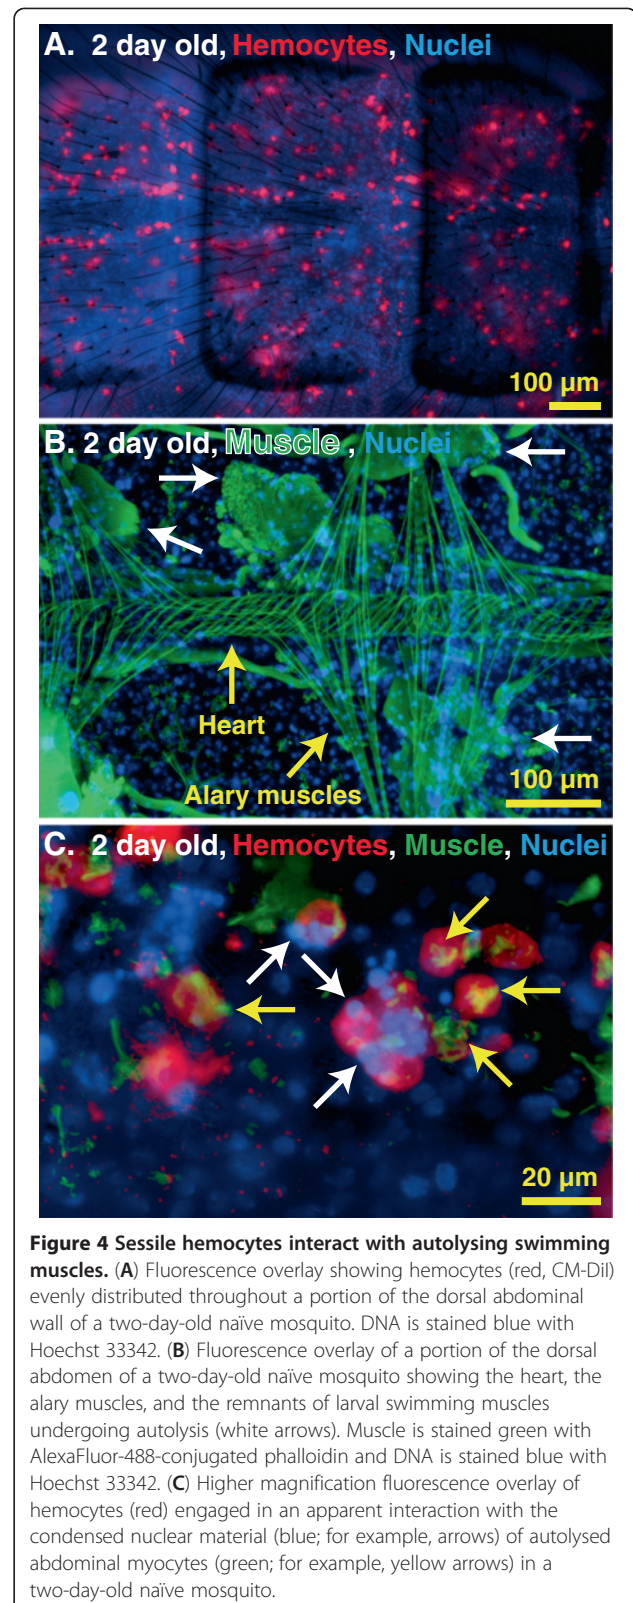 A. 2 day old, Hemocytes, Nuclei
100 µm
B. 2 day old, Muscle , Nuclei
Heart
Alary muscles
100 µm
C. 2 day old, Hemocytes, Muscle, Nuclei
20 µm
Figure 4 Sessile hemocytes interact with autolysing swimming
muscles. (A) Fluorescence overlay showing hemocytes (red, CM-DiI)
evenly distributed throughout a portion of the dorsal abdominal
wall of a two-day-old naïve mosquito. DNA is stained blue with
Hoechst 33342. (B) Fluorescence overlay of a portion of the dorsal
abdomen of a two-day-old naïve mosquito showing the heart, the
alary muscles, and the remnants of larval swimming muscles
undergoing autolysis (white arrows). Muscle is stained green with
AlexaFluor-488-conjugated phalloidin and DNA is stained blue with
Hoechst 33342. (C) Higher magnification fluorescence overlay of
hemocytes (red) engaged in an apparent interaction with the
condensed nuclear material (blue; for example, arrows) of autolysed
abdominal myocytes (green; for example, yellow arrows) in a
two-day-old naïve mosquito.